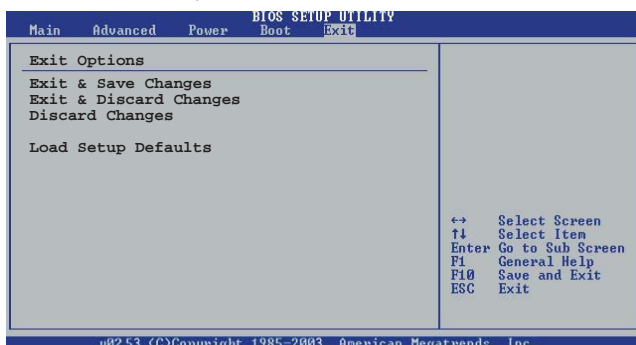 BIOS SETUP UTILITY
Main Advanced Power Boot Exit
Exit Options
Exit & Save Changes
Exit & Discard Changes
Discard Changes
Load Setup Defaults
↔ Select Screen
↑↓ Select Item
Enter Go to Sub Screen
F1 General Help
F10 Save and Exit
ESC Exit
v02.53 (C)Copyright 1985-2003, American Megatrends, Inc.